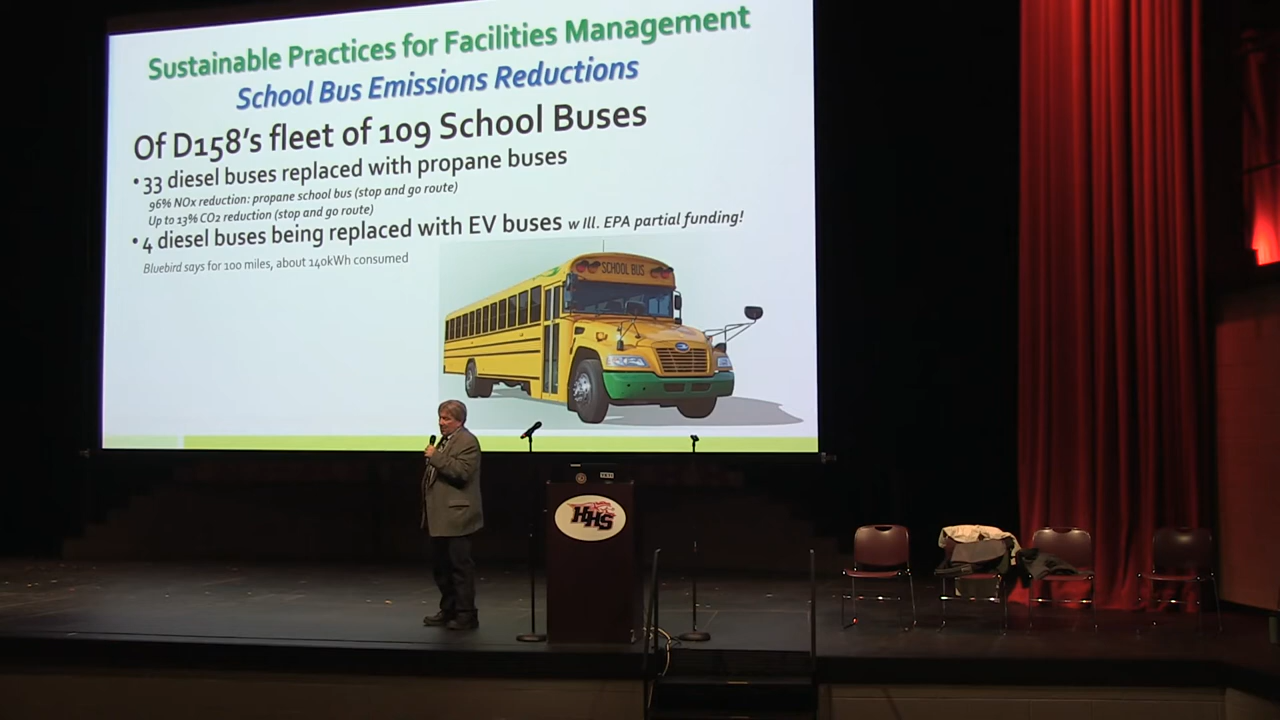 Sustainable Practices for Facilities Management
School Bus Emissions Reductions
Of D158's fleet of 109 School Buses
• 33 diesel buses replaced with propane buses
96% NOx reduction: propane school bus (stop and go route)
Up to 13% CO2 reduction (stop and go route)
• 4 diesel buses being replaced with EV buses w Ill. EPA partial funding!
Bluebird says for 100 miles, about 140kWh consumed
SCHOOL BUS
HHS